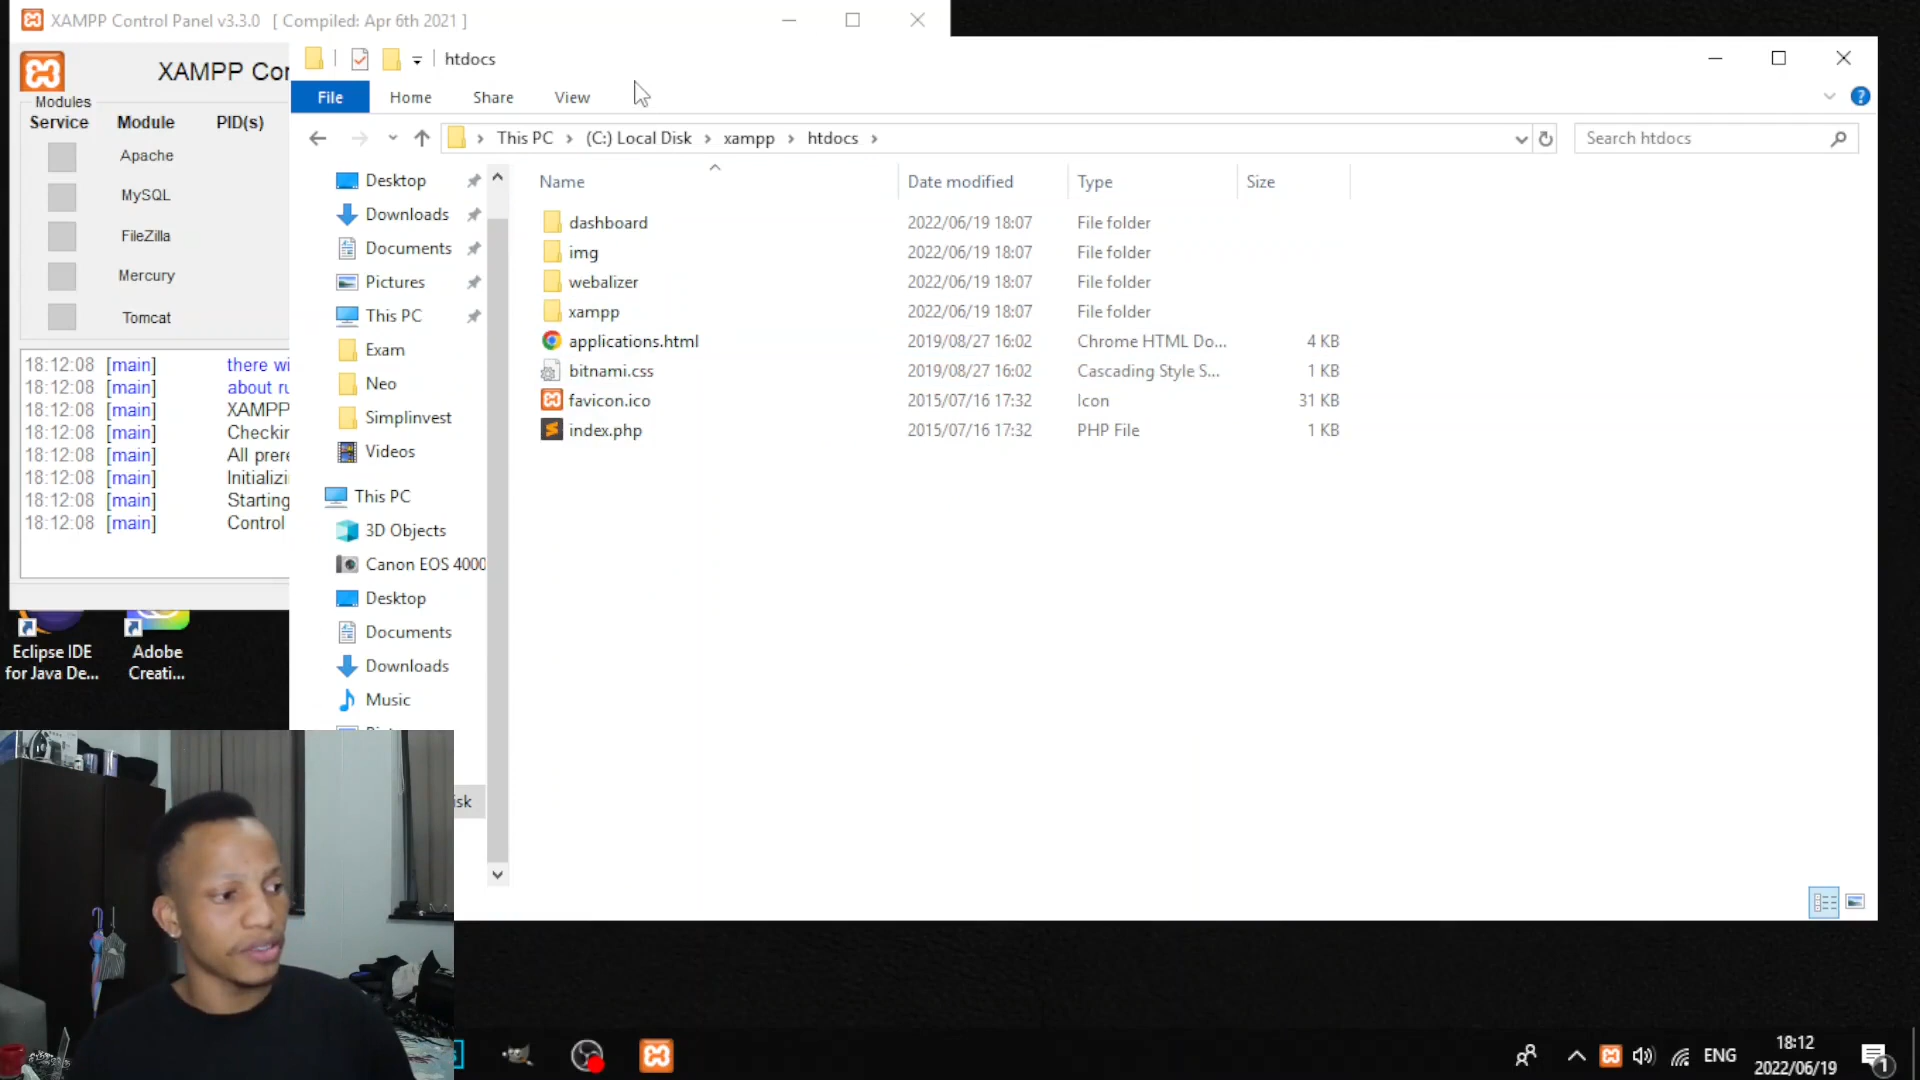 XAMPP Control Panel v3.3.0 [ Compiled: Apr 6th 2021 ]
XAMPP Cor
Modules
Service Module PID(s)
Apache
MySQL
FileZilla
Mercury
Tomcat
18:12:08 [main] there wi
18:12:08 [main] about ru
18:12:08 [main] XAMPP
18:12:08 [main] Checkin
18:12:08 [main] All prere
18:12:08 [main] Initializi
18:12:08 [main] Starting
18:12:08 [main] Control
Eclipse IDE
for Java De...
Adobe
Creati...
htdocs
File Home Share View
This PC > (C:) Local Disk > xampp > htdocs >
Search htdocs
Desktop
Downloads
Documents
Pictures
This PC
Exam
Neo
Simplinvest
Videos
This PC
3D Objects
Canon EOS 4000
Desktop
Documents
Downloads
Music
isk
Name Date modified Type Size
dashboard 2022/06/19 18:07 File folder
img 2022/06/19 18:07 File folder
webalizer 2022/06/19 18:07 File folder
xampp 2022/06/19 18:07 File folder
applications.html 2019/08/27 16:02 Chrome HTML Do... 4 KB
bitnami.css 2019/08/27 16:02 Cascading Style S... 1 KB
favicon.ico 2015/07/16 17:32 Icon 31 KB
index.php 2015/07/16 17:32 PHP File 1 KB
ENG
18:12
2022/06/19
1